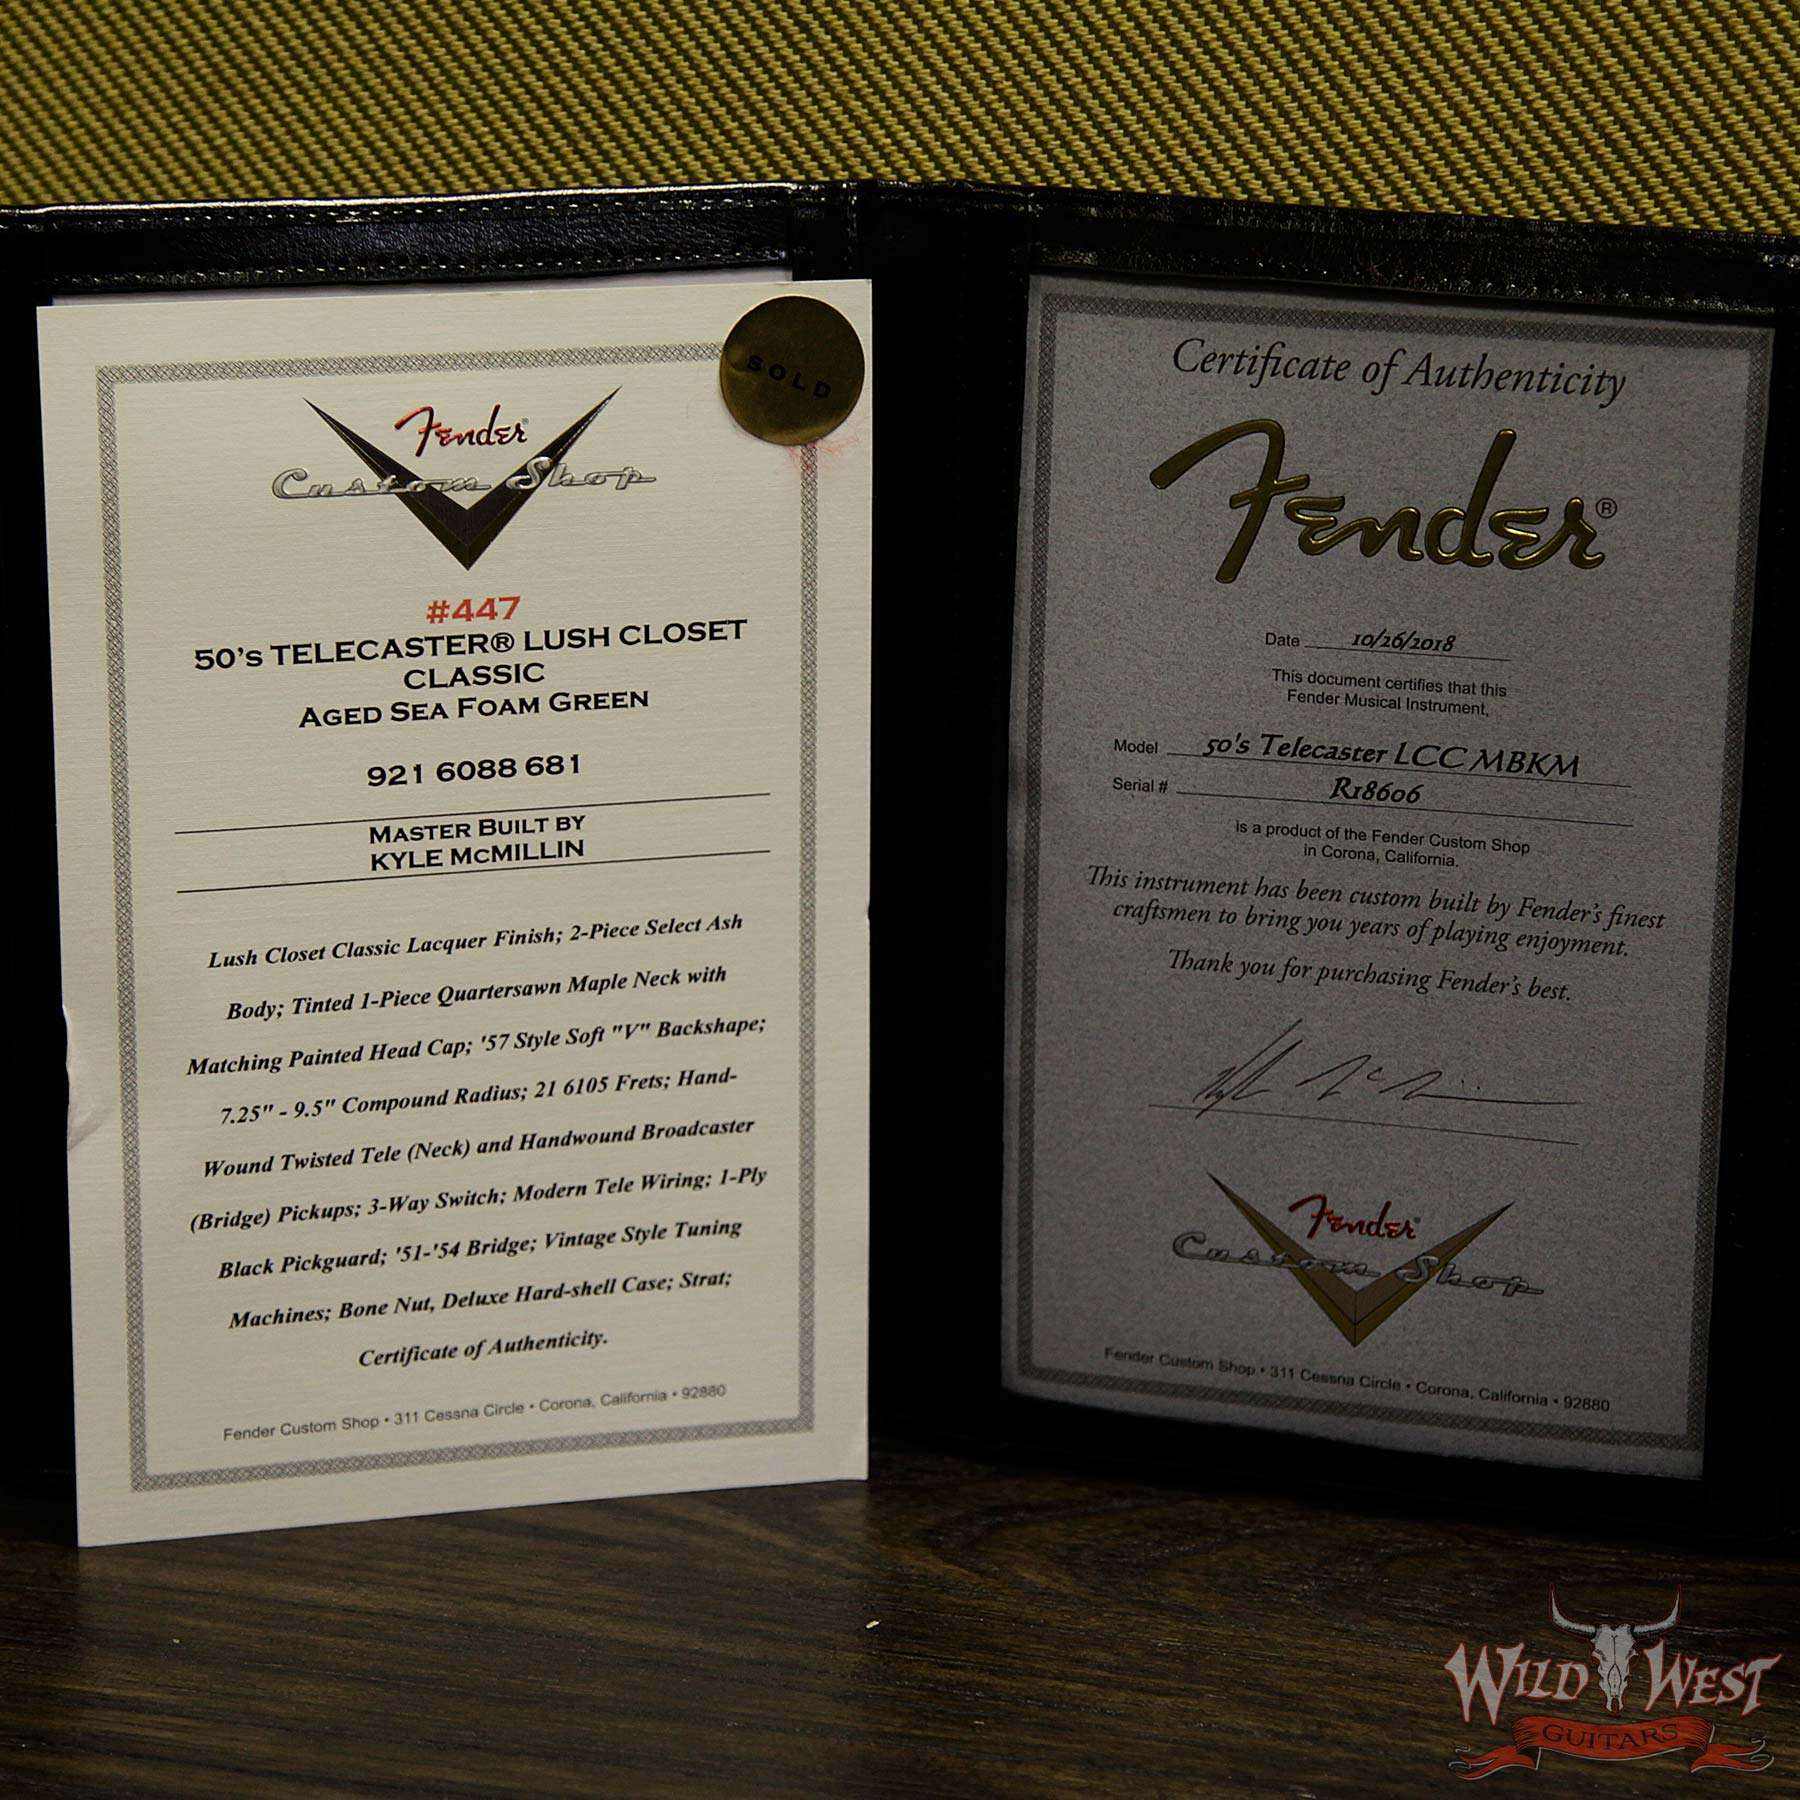 SOLD
Fender®
Custom Shop
#447
50's TELECASTER® LUSH CLOSET
CLASSIC
AGED SEA FOAM GREEN
921 6088 681
MASTER BUILT BY
KYLE McMILLIN
Lush Closet Classic Lacquer Finish; 2-Piece Select Ash
Body; Tinted 1-Piece Quartersawn Maple Neck with
Matching Painted Head Cap; '57 Style Soft "V" Backshape;
7.25" - 9.5" Compound Radius; 21 6105 Frets; Hand-
Wound Twisted Tele (Neck) and Handwound Broadcaster
(Bridge) Pickups; 3-Way Switch; Modern Tele Wiring; 1-Ply
Black Pickguard; '51-'54 Bridge; Vintage Style Tuning
Machines; Bone Nut, Deluxe Hard-shell Case; Strat;
Certificate of Authenticity.
Fender Custom Shop • 311 Cessna Circle • Corona, California • 92880
Certificate of Authenticity
Fender®
Date 10/26/2018
This document certifies that this
Fender Musical Instrument,
Model 50's Telecaster LCC MBKM
Serial # R18606
is a product of the Fender Custom Shop
in Corona, California.
This instrument has been custom built by Fender's finest
craftsmen to bring you years of playing enjoyment.
Thank you for purchasing Fender's best.
Fender®
Custom Shop
Fender Custom Shop • 311 Cessna Circle • Corona, California • 92880
WILD WEST
GUITARS